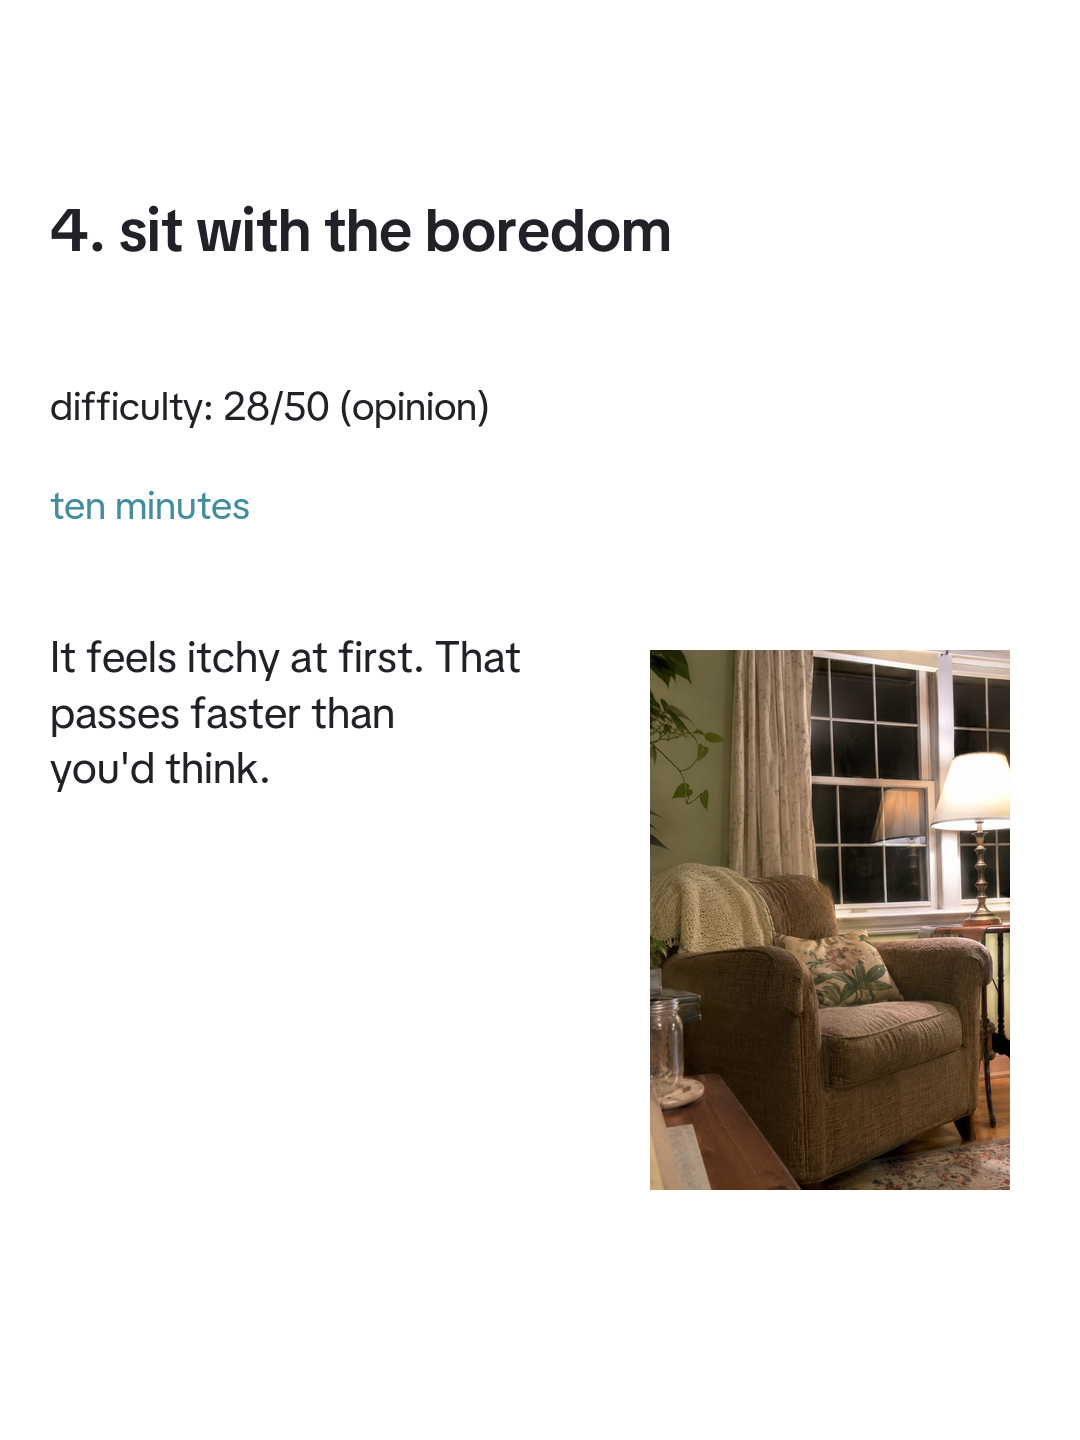 4. sit with the boredom
difficulty: 28/50 (opinion)
ten minutes
It feels itchy at first. That
passes faster than
you'd think.